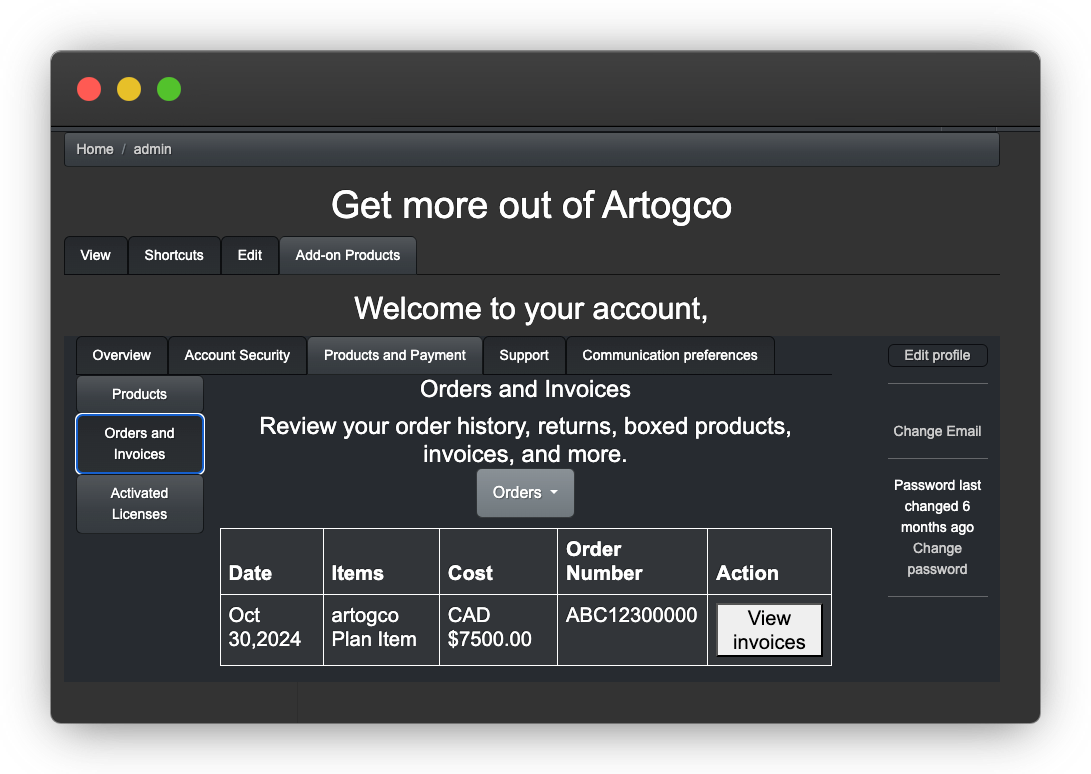 Home / admin
Get more out of Artogco
View Shortcuts Edit Add-on Products
Welcome to your account,
Overview Account Security Products and Payment Support Communication preferences
Edit profile
Products
Orders and
Invoices
Activated
Licenses
Orders and Invoices
Review your order history, returns, boxed products,
invoices, and more.
Orders
Date Items Cost Order Number Action
Oct 30,2024 artogco Plan Item CAD $7500.00 ABC12300000 View invoices
Change Email
Password last
changed 6
months ago
Change
password